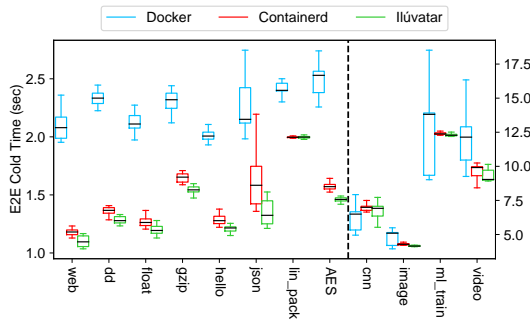 Docker Containerd Ilúvatar
E2E Cold Time (sec)
2.5
2.0
1.5
1.0
17.5
15.0
12.5
10.0
7.5
5.0
web
dd
float
gzip
hello
json
lin_pack
AES
cnn
image
ml_train
video